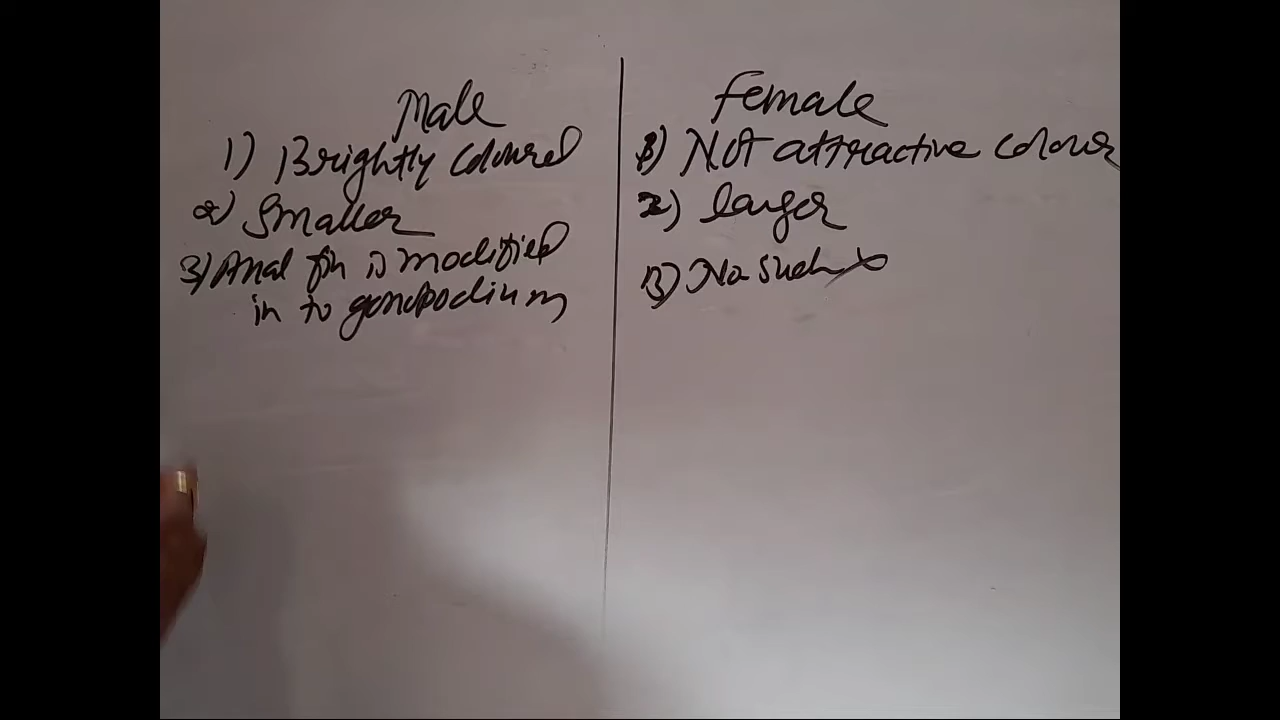 Male
1) Brightly coloured
2) Smaller
3) Anal fin is modified
in to gonopodium
Female
1) Not attractive colour
2) larger
3) No such